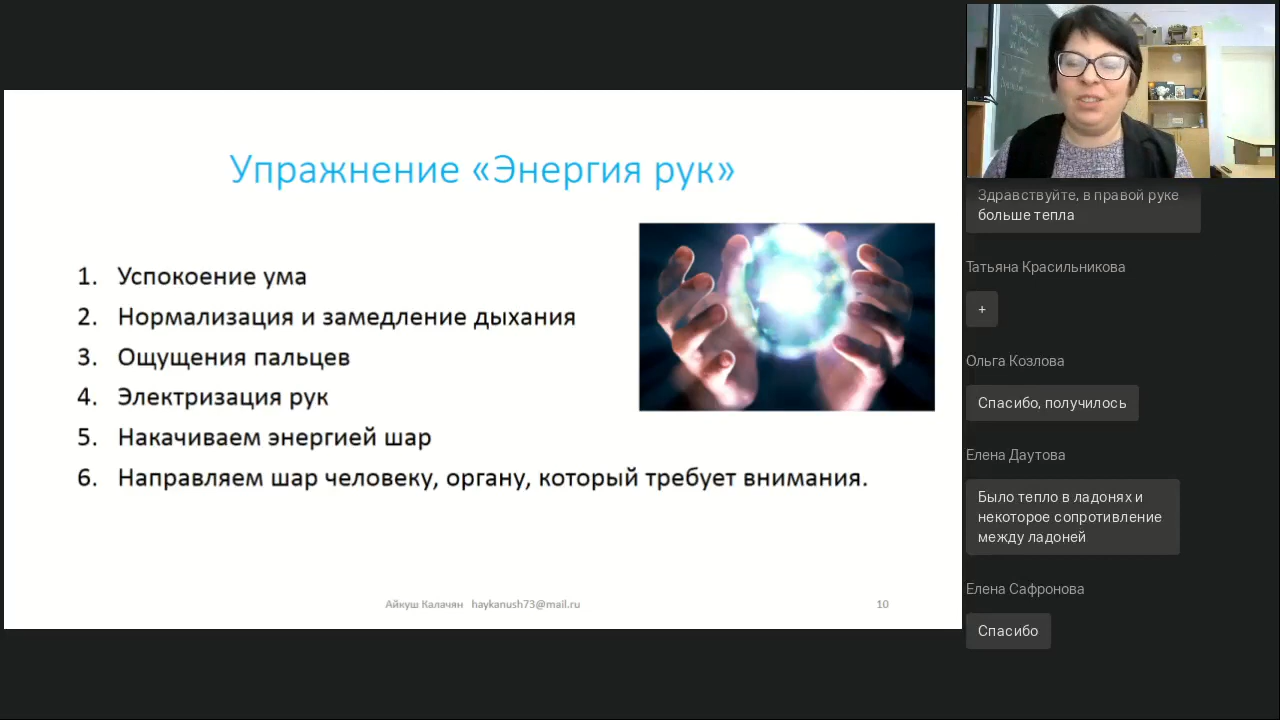 Упражнение «Энергия рук»
1. Успокоение ума
2. Нормализация и замедление дыхания
3. Ощущения пальцев
4. Электризация рук
5. Накачиваем энергией шар
6. Направляем шар человеку, органу, который требует внимания.
Айкуш Калачян haykanush73@mail.ru
10
Здравствуйте, в правой руке
больше тепла
Татьяна Красильникова
+
Ольга Козлова
Спасибо, получилось
Елена Даутова
Было тепло в ладонях и
некоторое сопротивление
между ладоней
Елена Сафронова
Спасибо